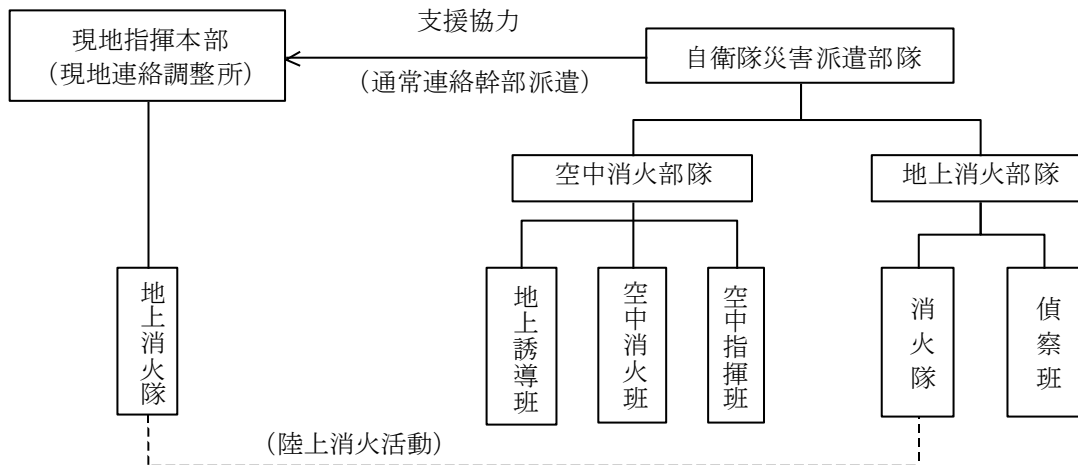 現地指揮本部
（現地連絡調整所）
支援協力
（通常連絡幹部派遣）
自衛隊災害派遣部隊
空中消火部隊
地上消火部隊
地上消火隊
地上誘導班
空中消火班
空中指揮班
消火隊
偵察班
（陸上消火活動）